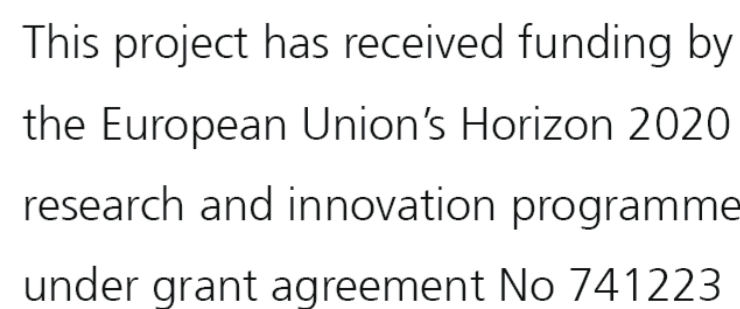 This project has received funding by
the European Union’s Horizon 2020
research and innovation programme
under grant agreement No 741223